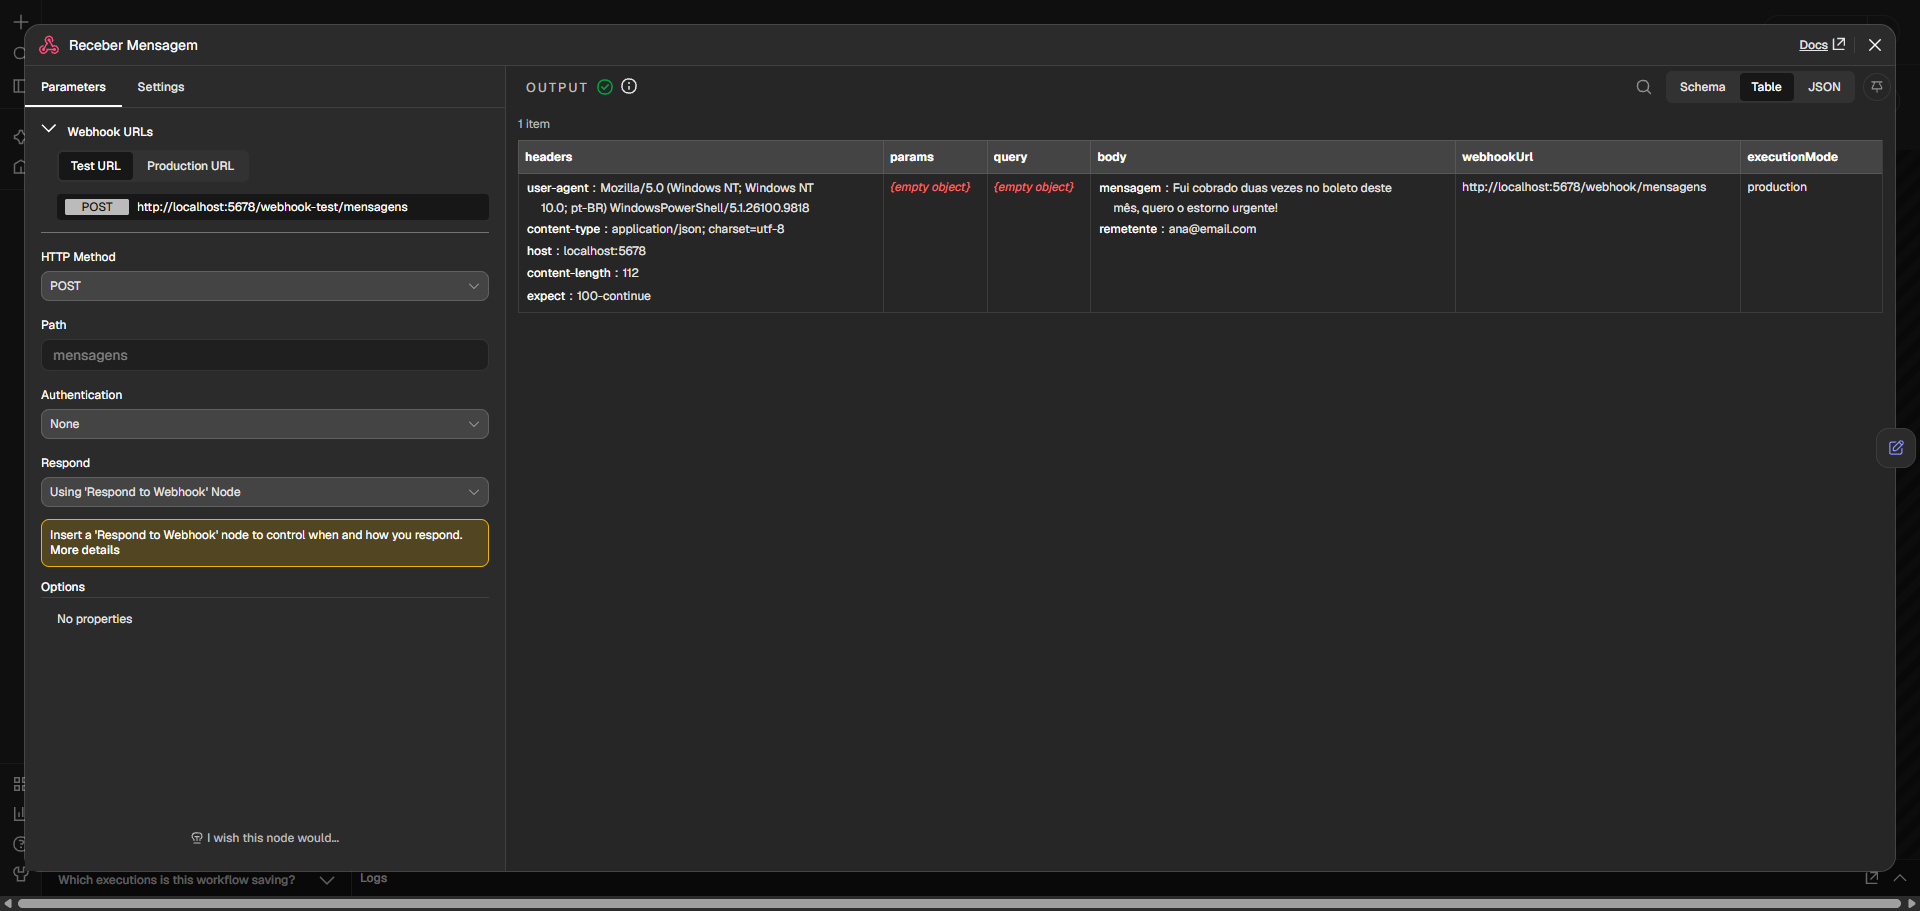 Receber Mensagem
Docs
Parameters
Settings
Webhook URLs
Test URL
Production URL
POST
http://localhost:5678/webhook-test/mensagens
HTTP Method
POST
Path
mensagens
Authentication
None
Respond
Using 'Respond to Webhook' Node
Insert a 'Respond to Webhook' node to control when and how you respond.
More details
Options
No properties
I wish this node would...
OUTPUT
Schema
Table
JSON
1 item
headers
params
query
body
webhookUrl
executionMode
user-agent : Mozilla/5.0 (Windows NT; Windows NT
10.0; pt-BR) WindowsPowerShell/5.1.26100.9818
content-type : application/json; charset=utf-8
host : localhost:5678
content-length : 112
expect : 100-continue
{empty object}
{empty object}
mensagem : Fui cobrado duas vezes no boleto deste
mês, quero o estorno urgente!
remetente : ana@email.com
http://localhost:5678/webhook/mensagens
production
Which executions is this workflow saving?
Logs